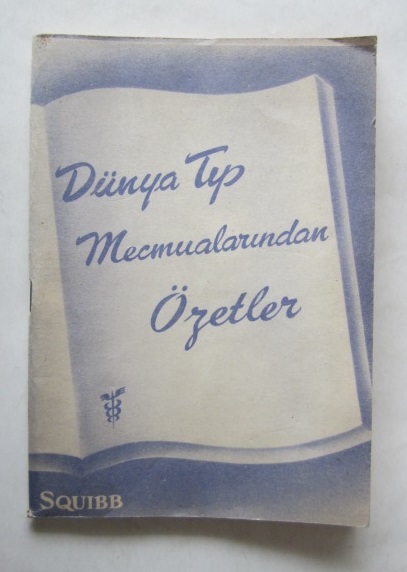 Dünya Tıp
Mecmualarından
Özetler
SQUIBB